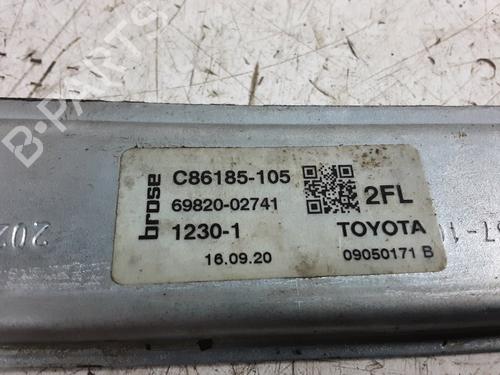 B-PARTS
brose
C86185-105
69820-02741
2FL
1230-1
TOYOTA
16.09.20
09050171 B